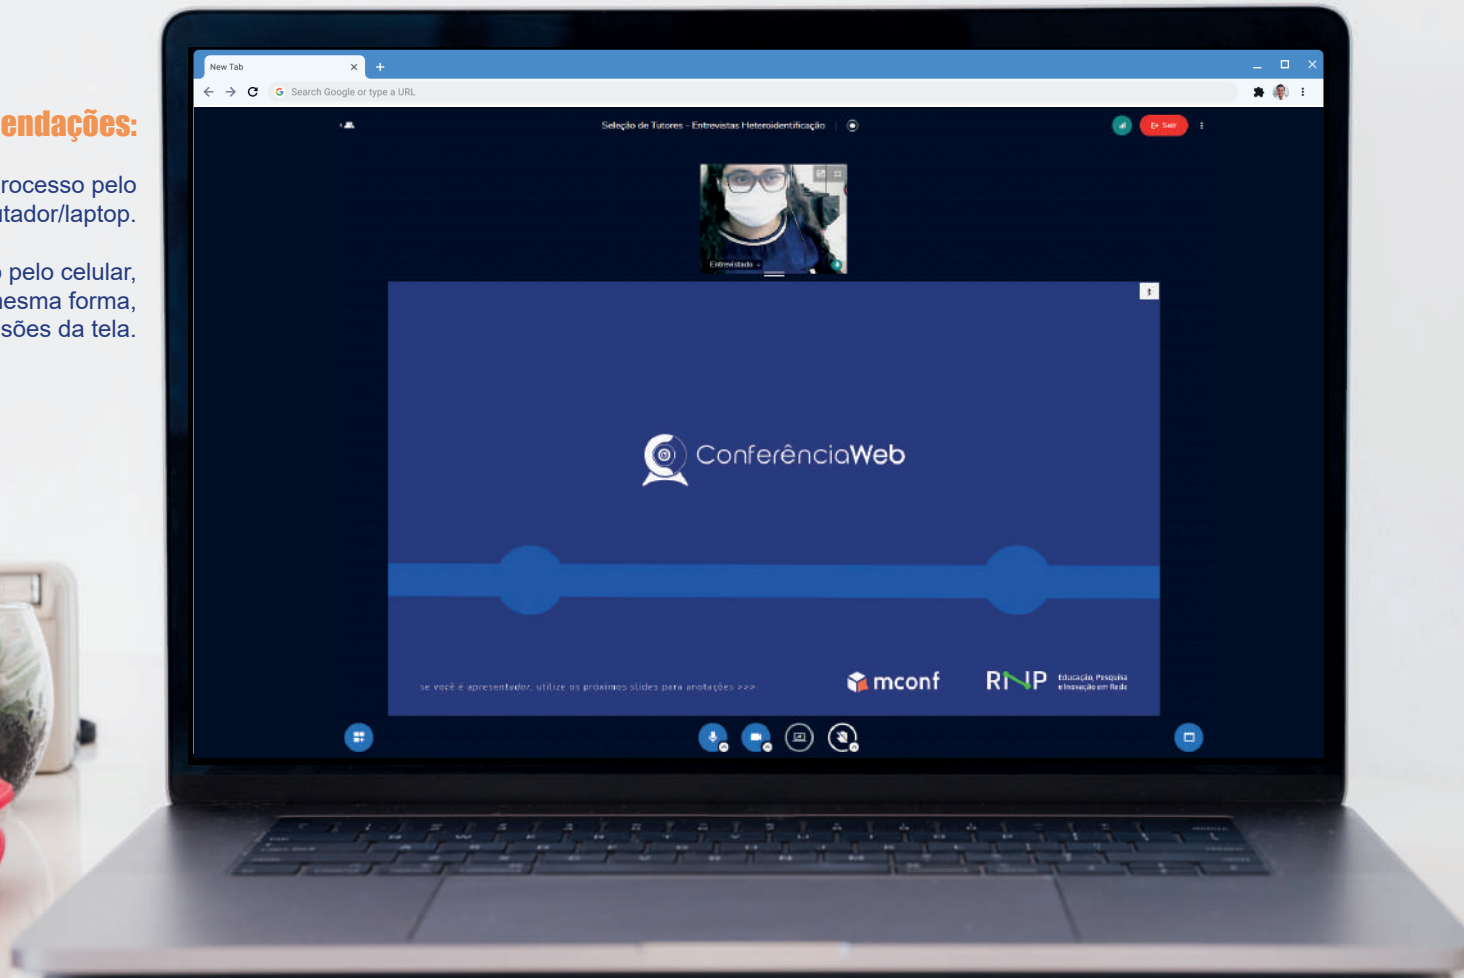 endações:
rocesso pelo
tador/laptop.
pelo celular,
esma forma,
sões da tela.
New Tab
Search Google or type a URL
Seleção de Tutores - Entrevistas Heteroidentificação
Sair
Entrevistado
ConferênciaWeb
se você é apresentador, utilize os próximos slides para anotações >>>
mconf
RNP
Educação, Pesquisa
e Inovação em Rede